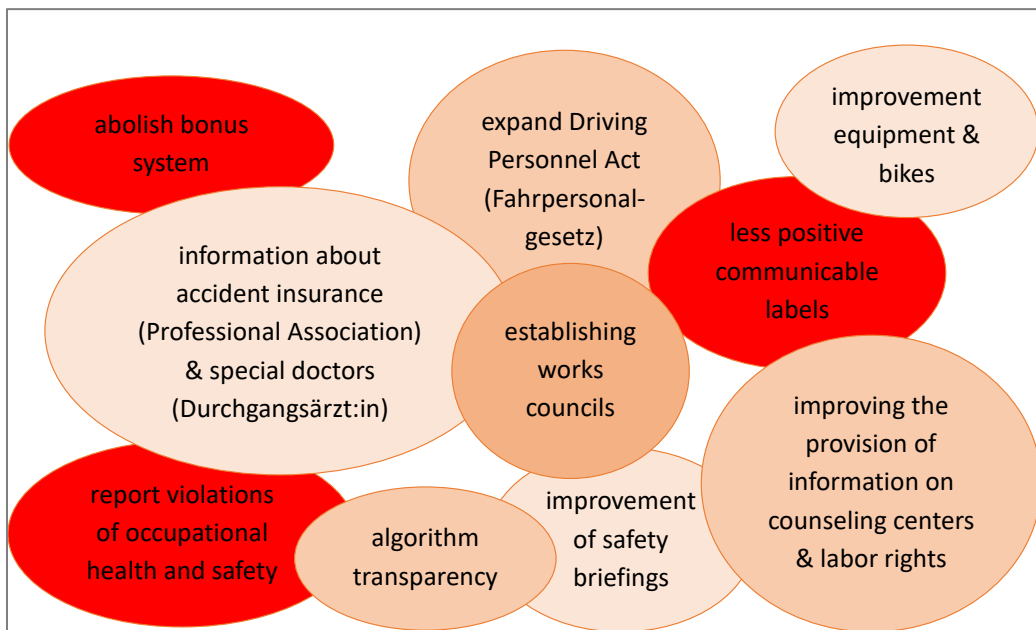 abolish bonus
system
expand Driving
Personnel Act
(Fahrpersonal-
gesetz)
improvement
equipment &
bikes
information about
accident insurance
(Professional Association)
& special doctors
(Durchgangsärzt:in)
less positive
communicable
labels
establishing
works
councils
improving the
provision of
information on
counseling centers
& labor rights
report violations
of occupational
health and safety
algorithm
transparency
improvement
of safety
briefings